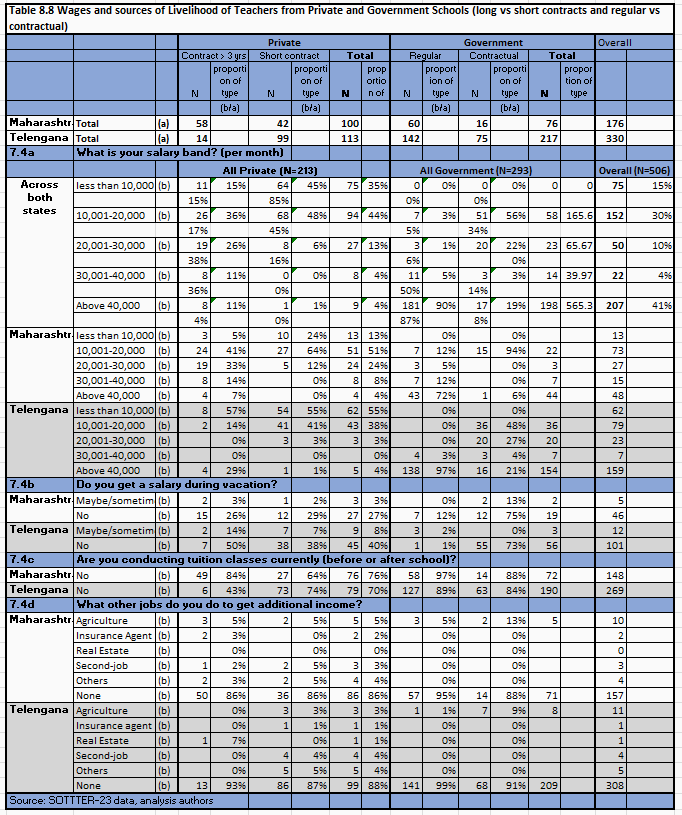 Table 8.8 Wages and sources of Livelihood of Teachers from Private and Government Schools (long vs short contracts and regular vs
contractual)
Private Government Overall
Contract > 3 yrs Short contract Total Regular Contractual Total
N proporti on of type N proporti on of type N prop ortio n of N proport ion of type N proporti on of type N propor tion of type
(b/a) (b/a) (b/a) (b/a)
Maharashtr Total (a) 58 42 100 60 16 76 176
Telengana Total (a) 14 99 113 142 75 217 330
7.4a What is your salary band? (per month)
All Private (N=213) All Government (N=293) Overall (N=506)
Across both states less than 10,000 (b) 11 15% 64 45% 75 35% 0 0% 0 0% 0 0 75 15%
15% 85% 0% 0%
10,001-20,000 (b) 26 36% 68 48% 94 44% 7 3% 51 56% 58 165.6 152 30%
17% 45% 5% 34%
20,001-30,000 (b) 19 26% 8 6% 27 13% 3 1% 20 22% 23 65.67 50 10%
38% 16% 6% 0%
30,001-40,000 (b) 8 11% 0 0% 8 4% 11 5% 3 3% 14 39.97 22 4%
36% 0% 50% 14%
Above 40,000 (b) 8 11% 1 1% 9 4% 181 90% 17 19% 198 565.3 207 41%
4% 0% 87% 8%
Maharashtr less than 10,000 (b) 3 5% 10 24% 13 13% 0% 0% 13
10,001-20,000 (b) 24 41% 27 64% 51 51% 7 12% 15 94% 22 73
20,001-30,000 (b) 19 33% 5 12% 24 24% 3 5% 0% 3 27
30,001-40,000 (b) 8 14% 0% 8 8% 7 12% 0% 7 15
Above 40,000 (b) 4 7% 0% 4 4% 43 72% 1 6% 44 48
Telengana less than 10,000 (b) 8 57% 54 55% 62 55% 0% 0% 62
10,001-20,000 (b) 2 14% 41 41% 43 38% 0% 36 48% 36 79
20,001-30,000 (b) 0% 3 3% 3 3% 0% 20 27% 20 23
30,001-40,000 (b) 0% 0% 0% 4 3% 3 4% 7 7
Above 40,000 (b) 4 29% 1 1% 5 4% 138 97% 16 21% 154 159
7.4b Do you get a salary during vacation?
Maharashtr Maybe/sometim (b) 2 3% 1 2% 3 3% 0% 2 13% 2 5
No (b) 15 26% 12 29% 27 27% 7 12% 12 75% 19 46
Telengana Maybe/sometim (b) 2 14% 7 7% 9 8% 3 2% 0% 3 12
No (b) 7 50% 38 38% 45 40% 1 1% 55 73% 56 101
7.4c Are you conducting tuition classes currently (before or after school)?
Maharashtr No (b) 49 84% 27 64% 76 76% 58 97% 14 88% 72 148
Telengana No (b) 6 43% 73 74% 79 70% 127 89% 63 84% 190 269
7.4d What other jobs do you do to get additional income?
Maharashtr Agriculture (b) 3 5% 2 5% 5 5% 3 5% 2 13% 5 10
Insurance Agent (b) 2 3% 0% 2 2% 0% 0% 2
Real Estate (b) 0% 0% 0% 0% 0% 0
Second-job (b) 1 2% 2 5% 3 3% 0% 0% 3
Others (b) 2 3% 2 5% 4 4% 0% 0% 4
None (b) 50 86% 36 86% 86 86% 57 95% 14 88% 71 157
Telengana Agriculture (b) 0% 3 3% 3 3% 1 1% 7 9% 8 11
Insurance agent (b) 0% 1 1% 1 1% 0% 0% 1
Real Estate (b) 1 7% 0% 1 1% 0% 0% 1
Second-job (b) 0% 4 4% 4 4% 0% 0% 4
Others (b) 0% 5 5% 5 4% 0% 0% 5
None (b) 13 93% 86 87% 99 88% 141 99% 68 91% 209 308
Source: SOTTTER-23 data, analysis authors